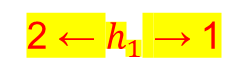 2 ← h₁ → 1